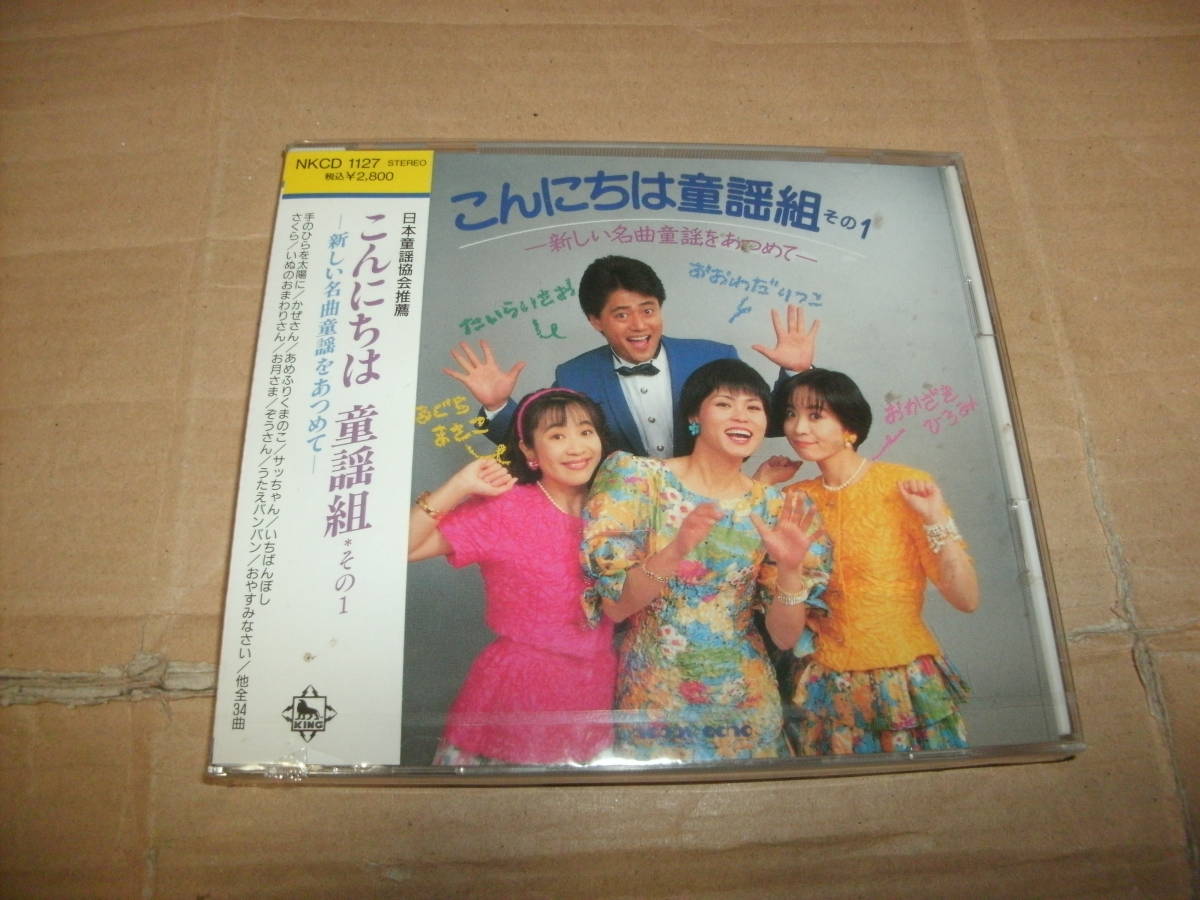 NKCD 1127 STEREO
税込¥2,800
日本童謡協会推薦
こんにちは 童謡組*その1
―新しい名曲童謡をあつめて―
手のひらを太陽に/かぜさん/あめふりくまのこ/サッちゃん/いちばんぼし
さくら/いぬのおまわりさん/お月さま/ぞうさん/うたえバンバン/おやすみなさい/他全34曲
KING
こんにちは童謡組その1
―新しい名曲童謡をあつめて―
たいらいさお
おおわだりつこ
まさこ
おかざき
ひろみ